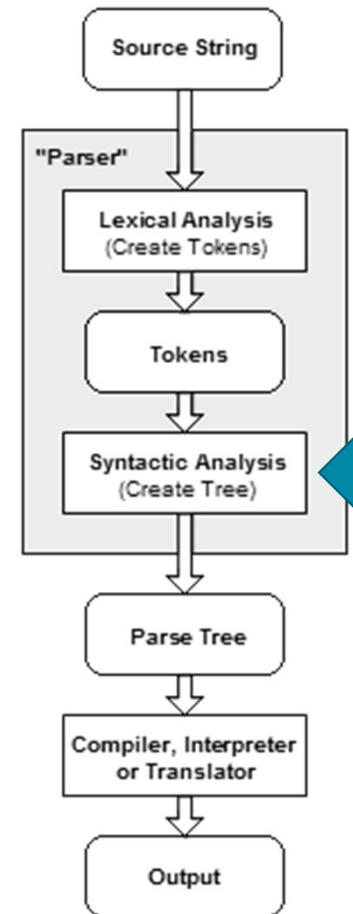 Source String
"Parser"
Lexical Analysis
(Create Tokens)
Tokens
Syntactic Analysis
(Create Tree)
Parse Tree
Compiler, Interpreter
or Translator
Output